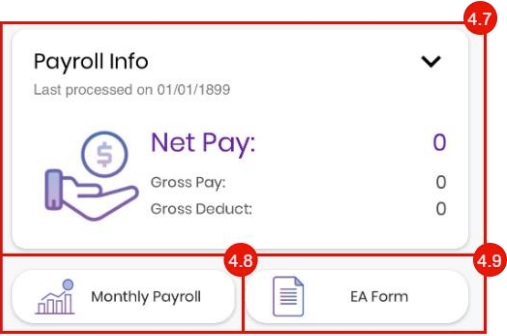 4.7
Payroll Info
Last processed on 01/01/1899
$
Net Pay: 0
Gross Pay: 0
Gross Deduct: 0
4.8
4.9
Monthly Payroll
EA Form